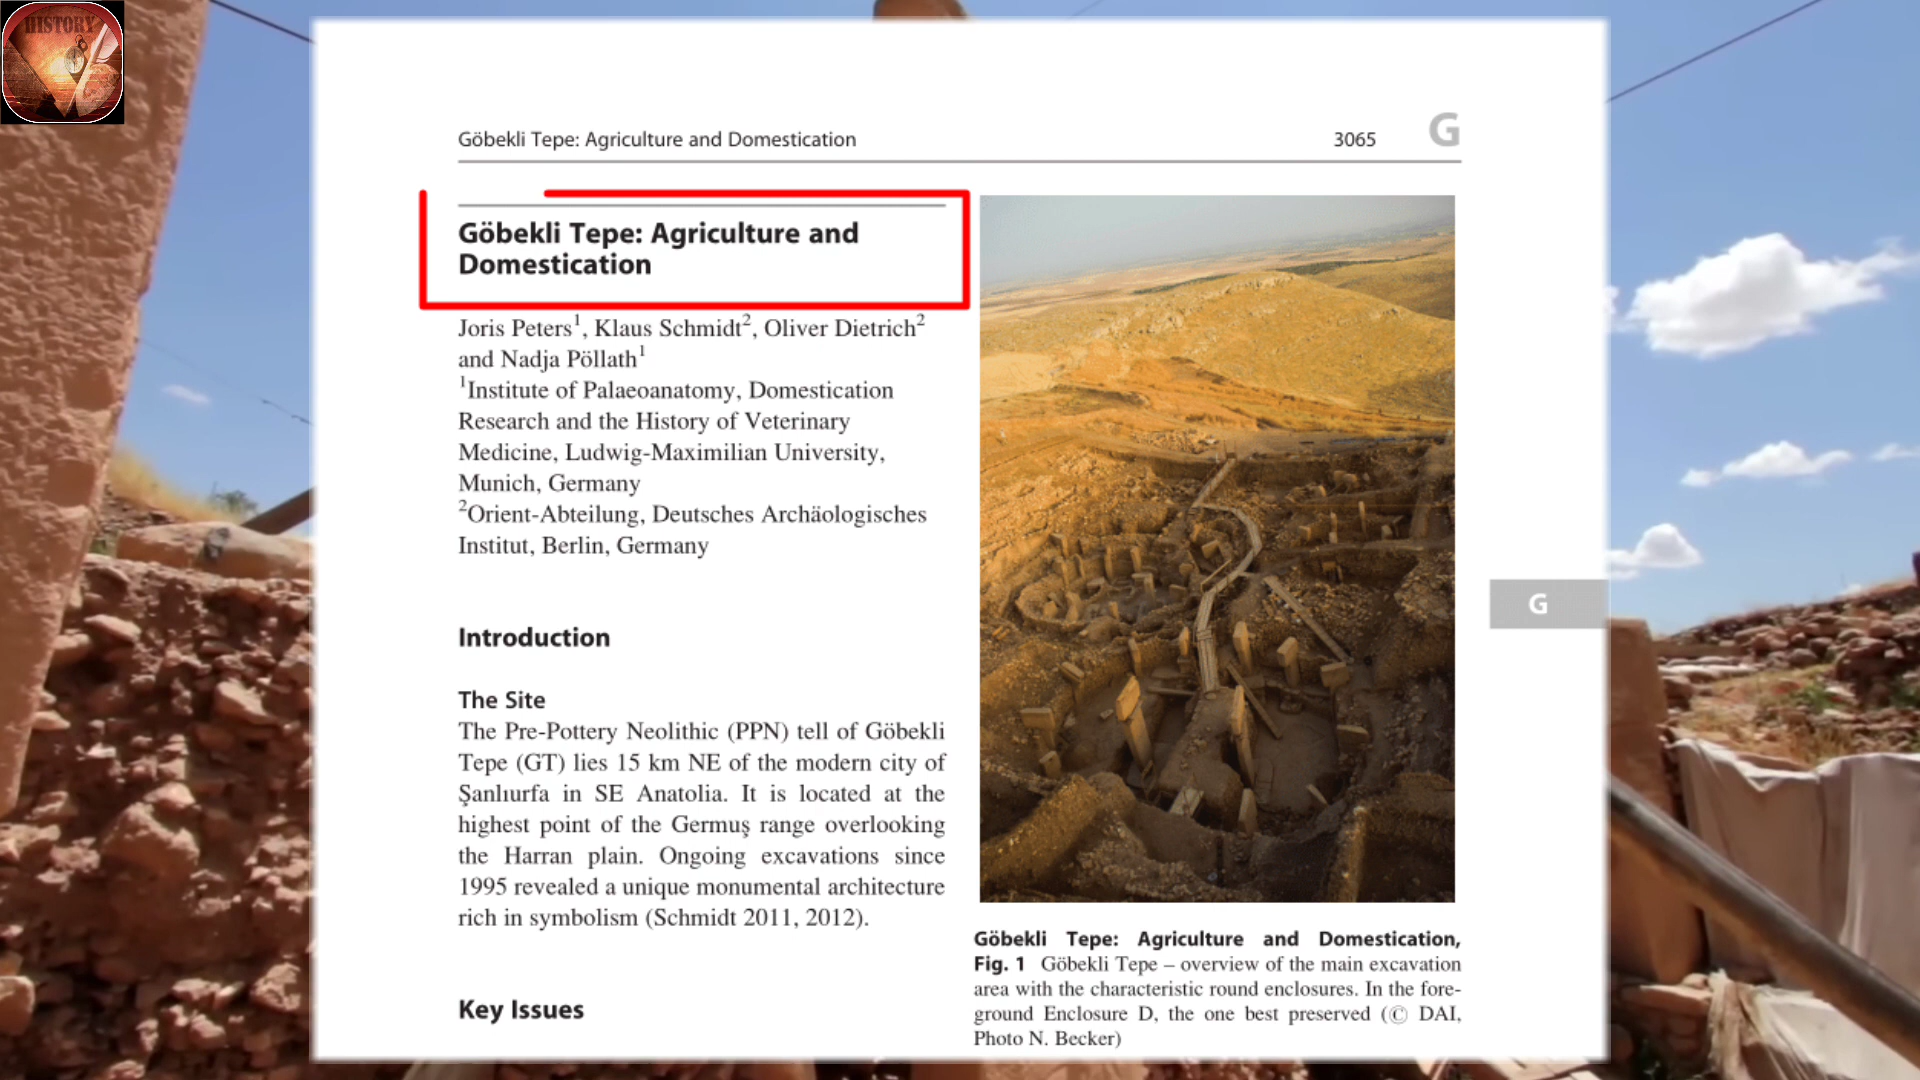 HISTORY
Göbekli Tepe: Agriculture and Domestication 3065 G
Göbekli Tepe: Agriculture and
Domestication
Joris Peters1, Klaus Schmidt2, Oliver Dietrich2
and Nadja Pöllath1
1Institute of Palaeoanatomy, Domestication
Research and the History of Veterinary
Medicine, Ludwig-Maximilian University,
Munich, Germany
2Orient-Abteilung, Deutsches Archäologisches
Institut, Berlin, Germany
Introduction
The Site
The Pre-Pottery Neolithic (PPN) tell of Göbekli
Tepe (GT) lies 15 km NE of the modern city of
Şanlıurfa in SE Anatolia. It is located at the
highest point of the Germuş range overlooking
the Harran plain. Ongoing excavations since
1995 revealed a unique monumental architecture
rich in symbolism (Schmidt 2011, 2012).
Key Issues
Göbekli Tepe: Agriculture and Domestication,
Fig. 1 Göbekli Tepe – overview of the main excavation
area with the characteristic round enclosures. In the fore-
ground Enclosure D, the one best preserved (© DAI,
Photo N. Becker)
G